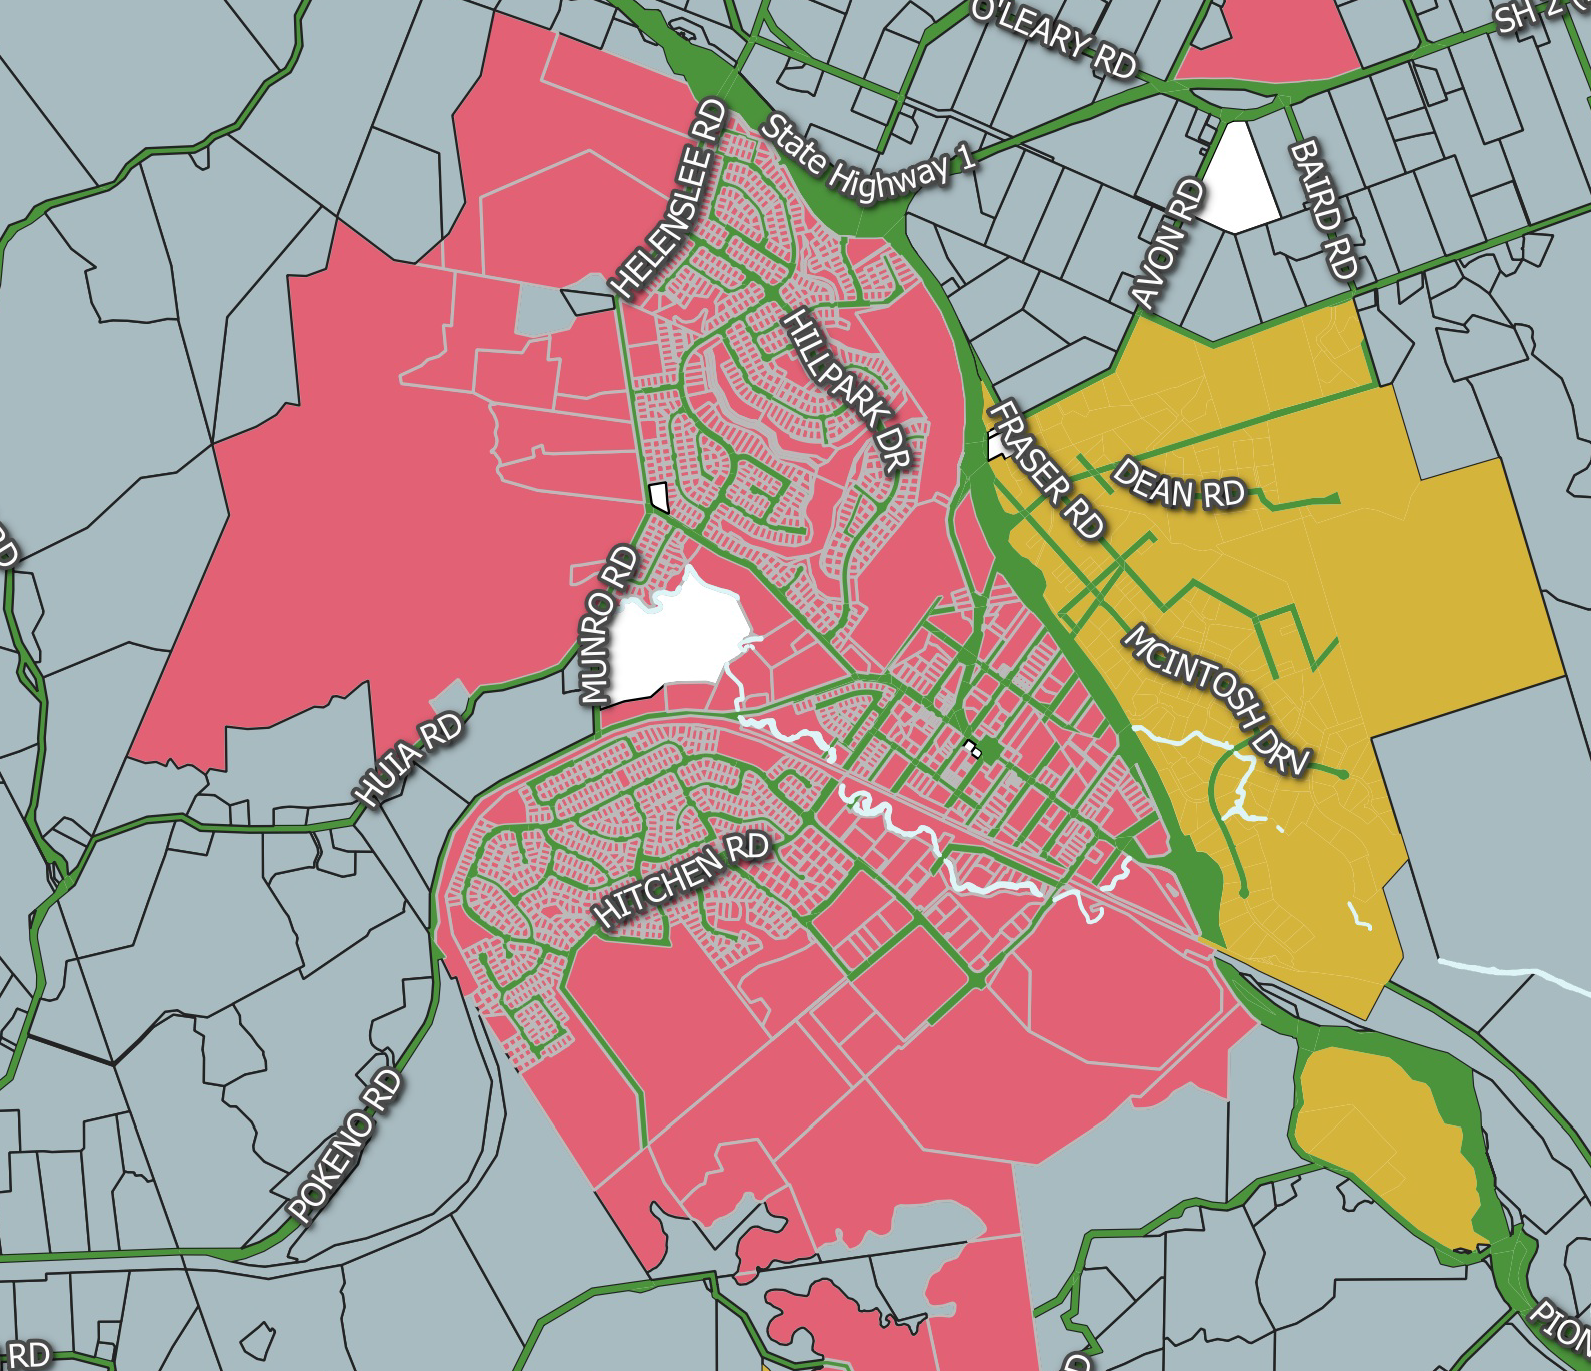 O'LEARY RD
SH 2
State Highway 1
HELENSLEE RD
BAIRD RD
AVON RD
HILLPARK DR
FRASER RD
DEAN RD
RD
MUNRO RD
MCINTOSH DRV
HUIA RD
HITCHEN RD
POKENO RD
RD